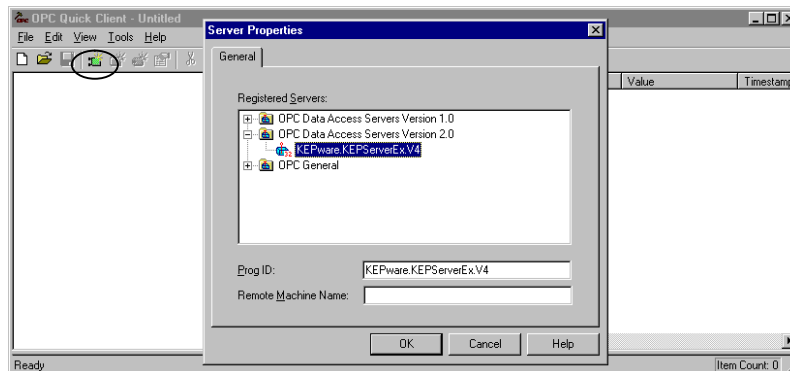 OPC Quick Client - Untitled
File Edit View Tools Help
Server Properties
General
Value Timestamp
Registered Servers:
OPC Data Access Servers Version 1.0
OPC Data Access Servers Version 2.0
KEPware.KEPServerEx.V4
OPC General
Prog ID: KEPware.KEPServerEx.V4
Remote Machine Name:
OK Cancel Help
Ready Item Count: 0